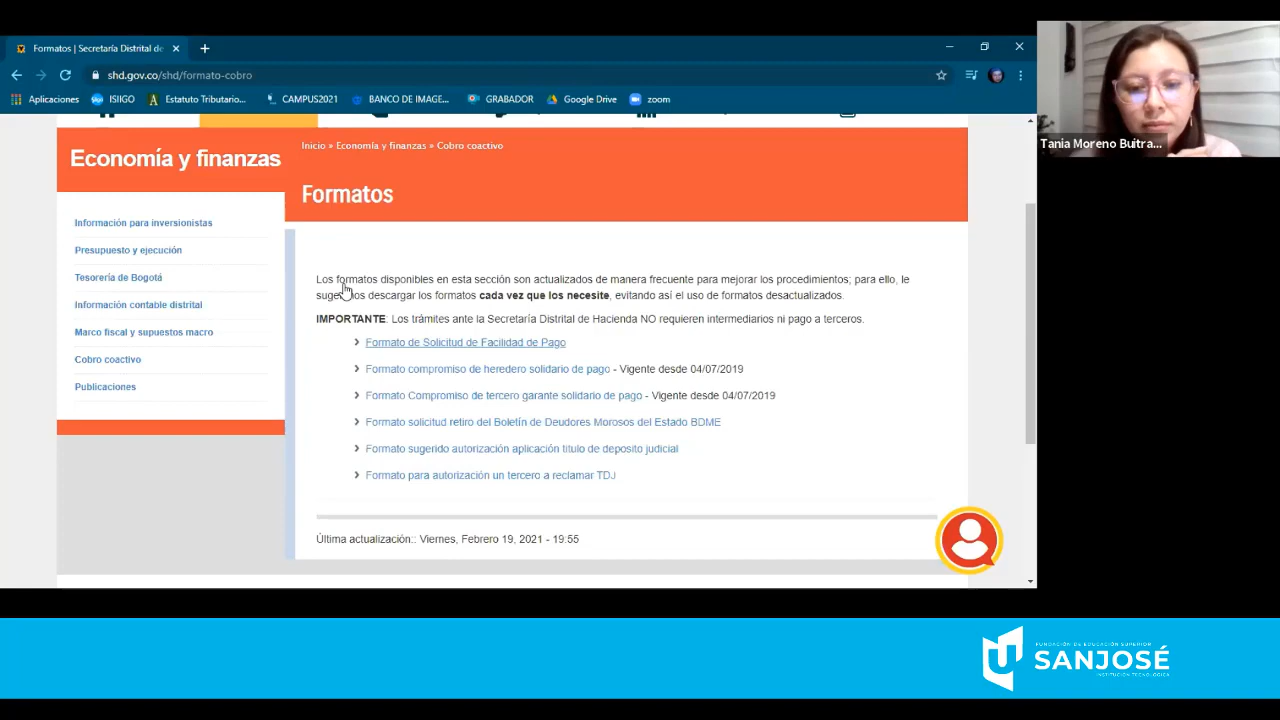 Formatos | Secretaría Distrital de
shd.gov.co/shd/formato-cobro
Aplicaciones
ISIIGO
Estatuto Tributario...
CAMPUS2021
BANCO DE IMAGE...
GRABADOR
Google Drive
zoom
Tania Moreno Buitra...
Economía y finanzas
Inicio » Economía y finanzas » Cobro coactivo
Formatos
Información para inversionistas
Presupuesto y ejecución
Tesorería de Bogotá
Información contable distrital
Marco fiscal y supuestos macro
Cobro coactivo
Publicaciones
Los formatos disponibles en esta sección son actualizados de manera frecuente para mejorar los procedimientos; para ello, le
sugerimos descargar los formatos cada vez que los necesite, evitando así el uso de formatos desactualizados.
IMPORTANTE: Los trámites ante la Secretaría Distrital de Hacienda NO requieren intermediarios ni pago a terceros.
Formato de Solicitud de Facilidad de Pago
Formato compromiso de heredero solidario de pago - Vigente desde 04/07/2019
Formato Compromiso de tercero garante solidario de pago - Vigente desde 04/07/2019
Formato solicitud retiro del Boletín de Deudores Morosos del Estado BDME
Formato sugerido autorización aplicación titulo de deposito judicial
Formato para autorización un tercero a reclamar TDJ
Última actualización:: Viernes, Febrero 19, 2021 - 19:55
FUNDACIÓN DE EDUCACIÓN SUPERIOR
SANJOSÉ
INSTITUCIÓN TECNOLÓGICA